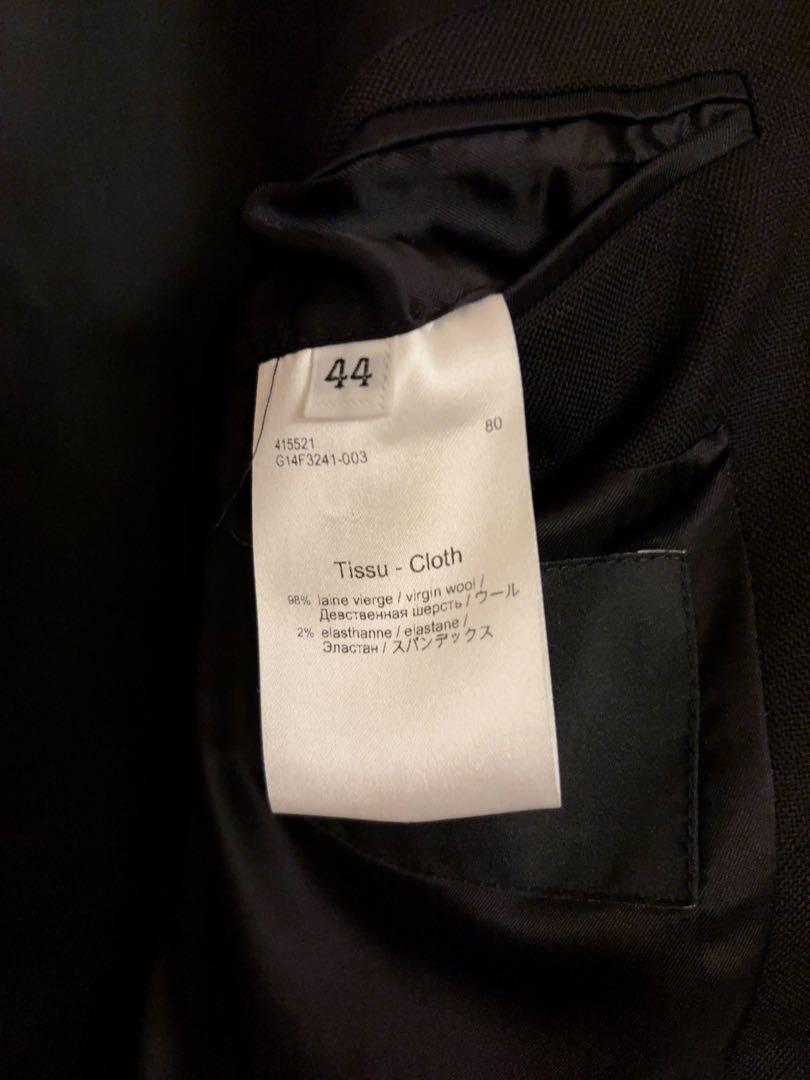 44
80
415521
G14F3241-003
Tissu - Cloth
98% laine vierge / virgin wool /
Девственная шерсть / ウール
2% elasthanne / elastane /
Эластан / スパンデックス